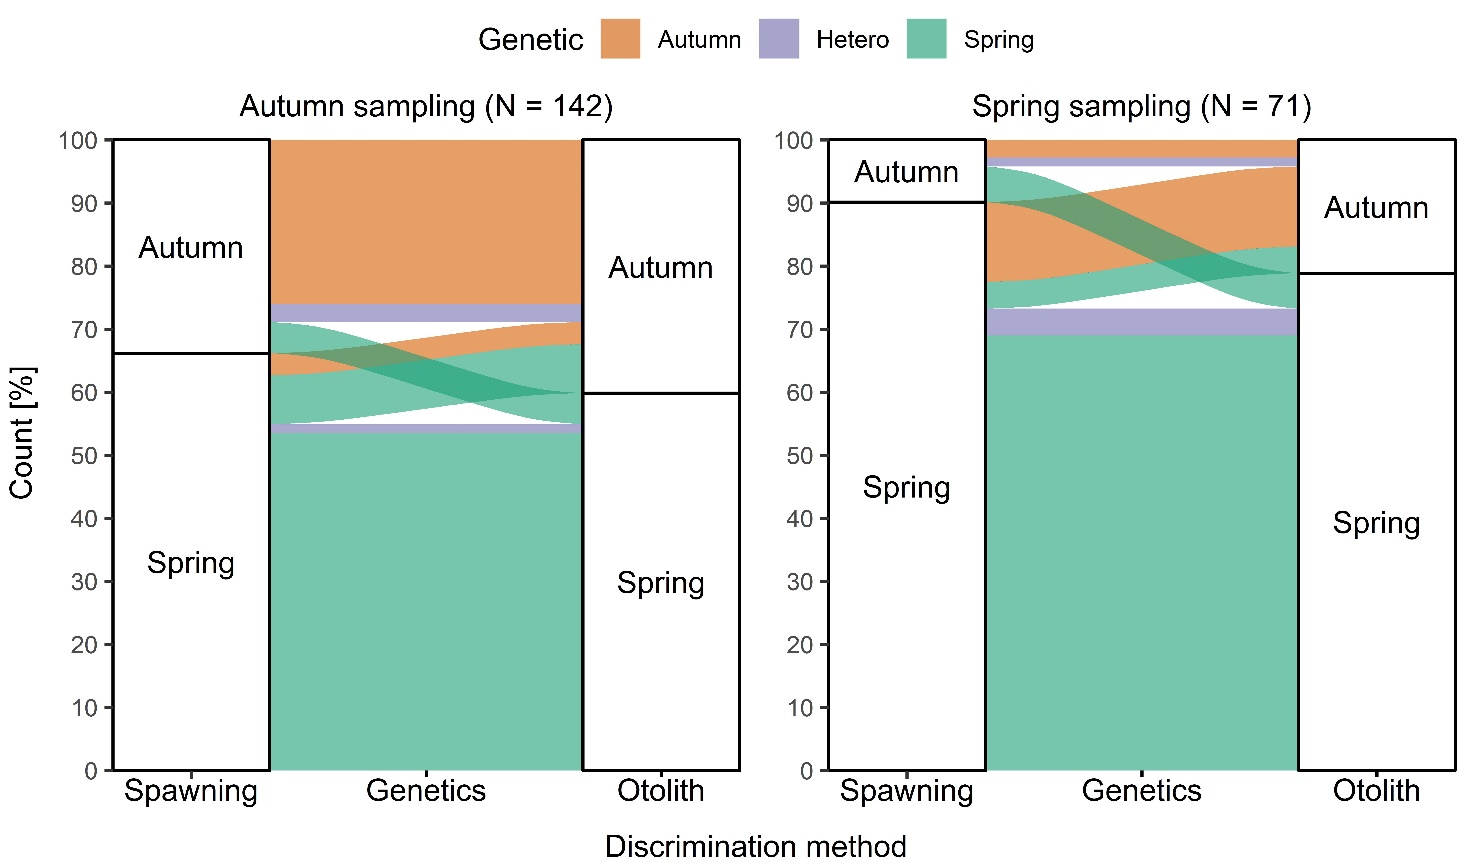 Genetic Autumn Hetero Spring
Autumn sampling (N = 142)
Spring sampling (N = 71)
Count [%]
100
90
80
70
60
50
40
30
20
10
0
Autumn
Spring
Autumn
Spring
Spawning Genetics Otolith
100
90
80
70
60
50
40
30
20
10
0
Autumn
Spring
Autumn
Spring
Spawning Genetics Otolith
Discrimination method